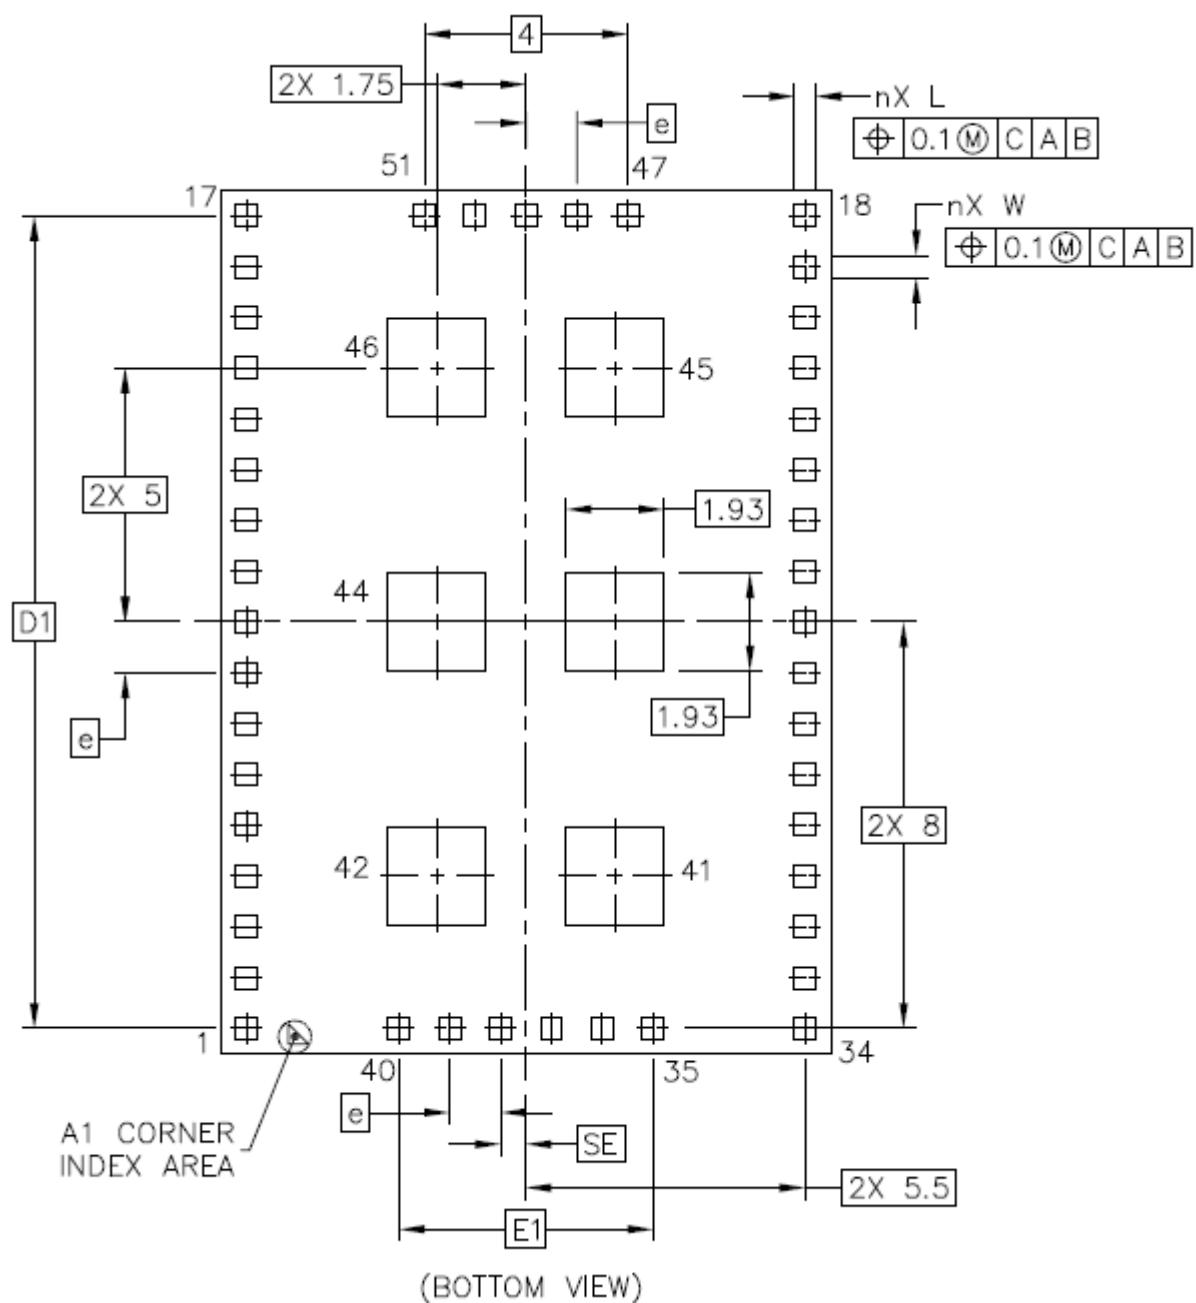 4
2X 1.75
nX L
e
⌖ 0.1 Ⓜ C A B
51
47
17
18
nX W
⌖ 0.1 Ⓜ C A B
46
45
2X 5
1.93
44
D1
1.93
e
2X 8
42
41
1
34
40
35
e
A1 CORNER
INDEX AREA
SE
2X 5.5
E1
(BOTTOM VIEW)